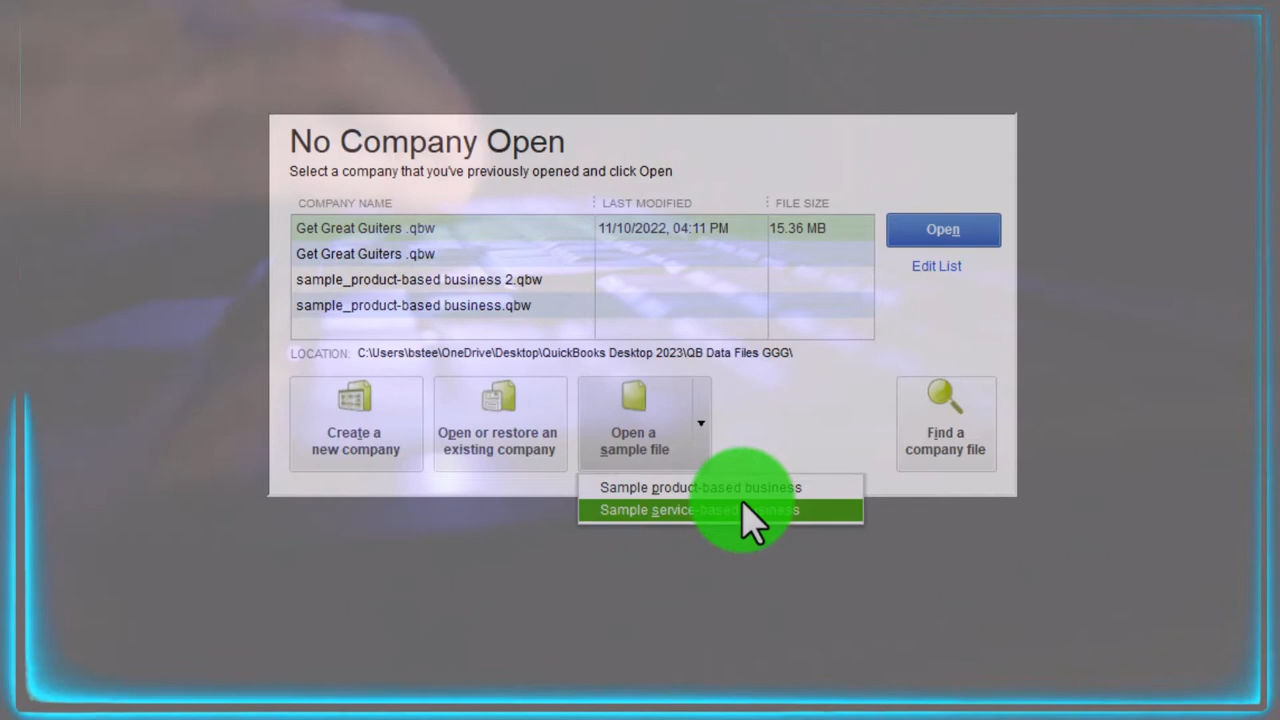 No Company Open
Select a company that you've previously opened and click Open
COMPANY NAME LAST MODIFIED FILE SIZE
Get Great Guiters .qbw 11/10/2022, 04:11 PM 15.36 MB
Open
Get Great Guiters .qbw
Edit List
sample_product-based business 2.qbw
sample_product-based business.qbw
LOCATION: C:\Users\bstee\OneDrive\Desktop\QuickBooks Desktop 2023\QB Data Files GGG\
Create a
new company
Open or restore an
existing company
Open a
sample file
Find a
company file
Sample product-based business
Sample service-based business